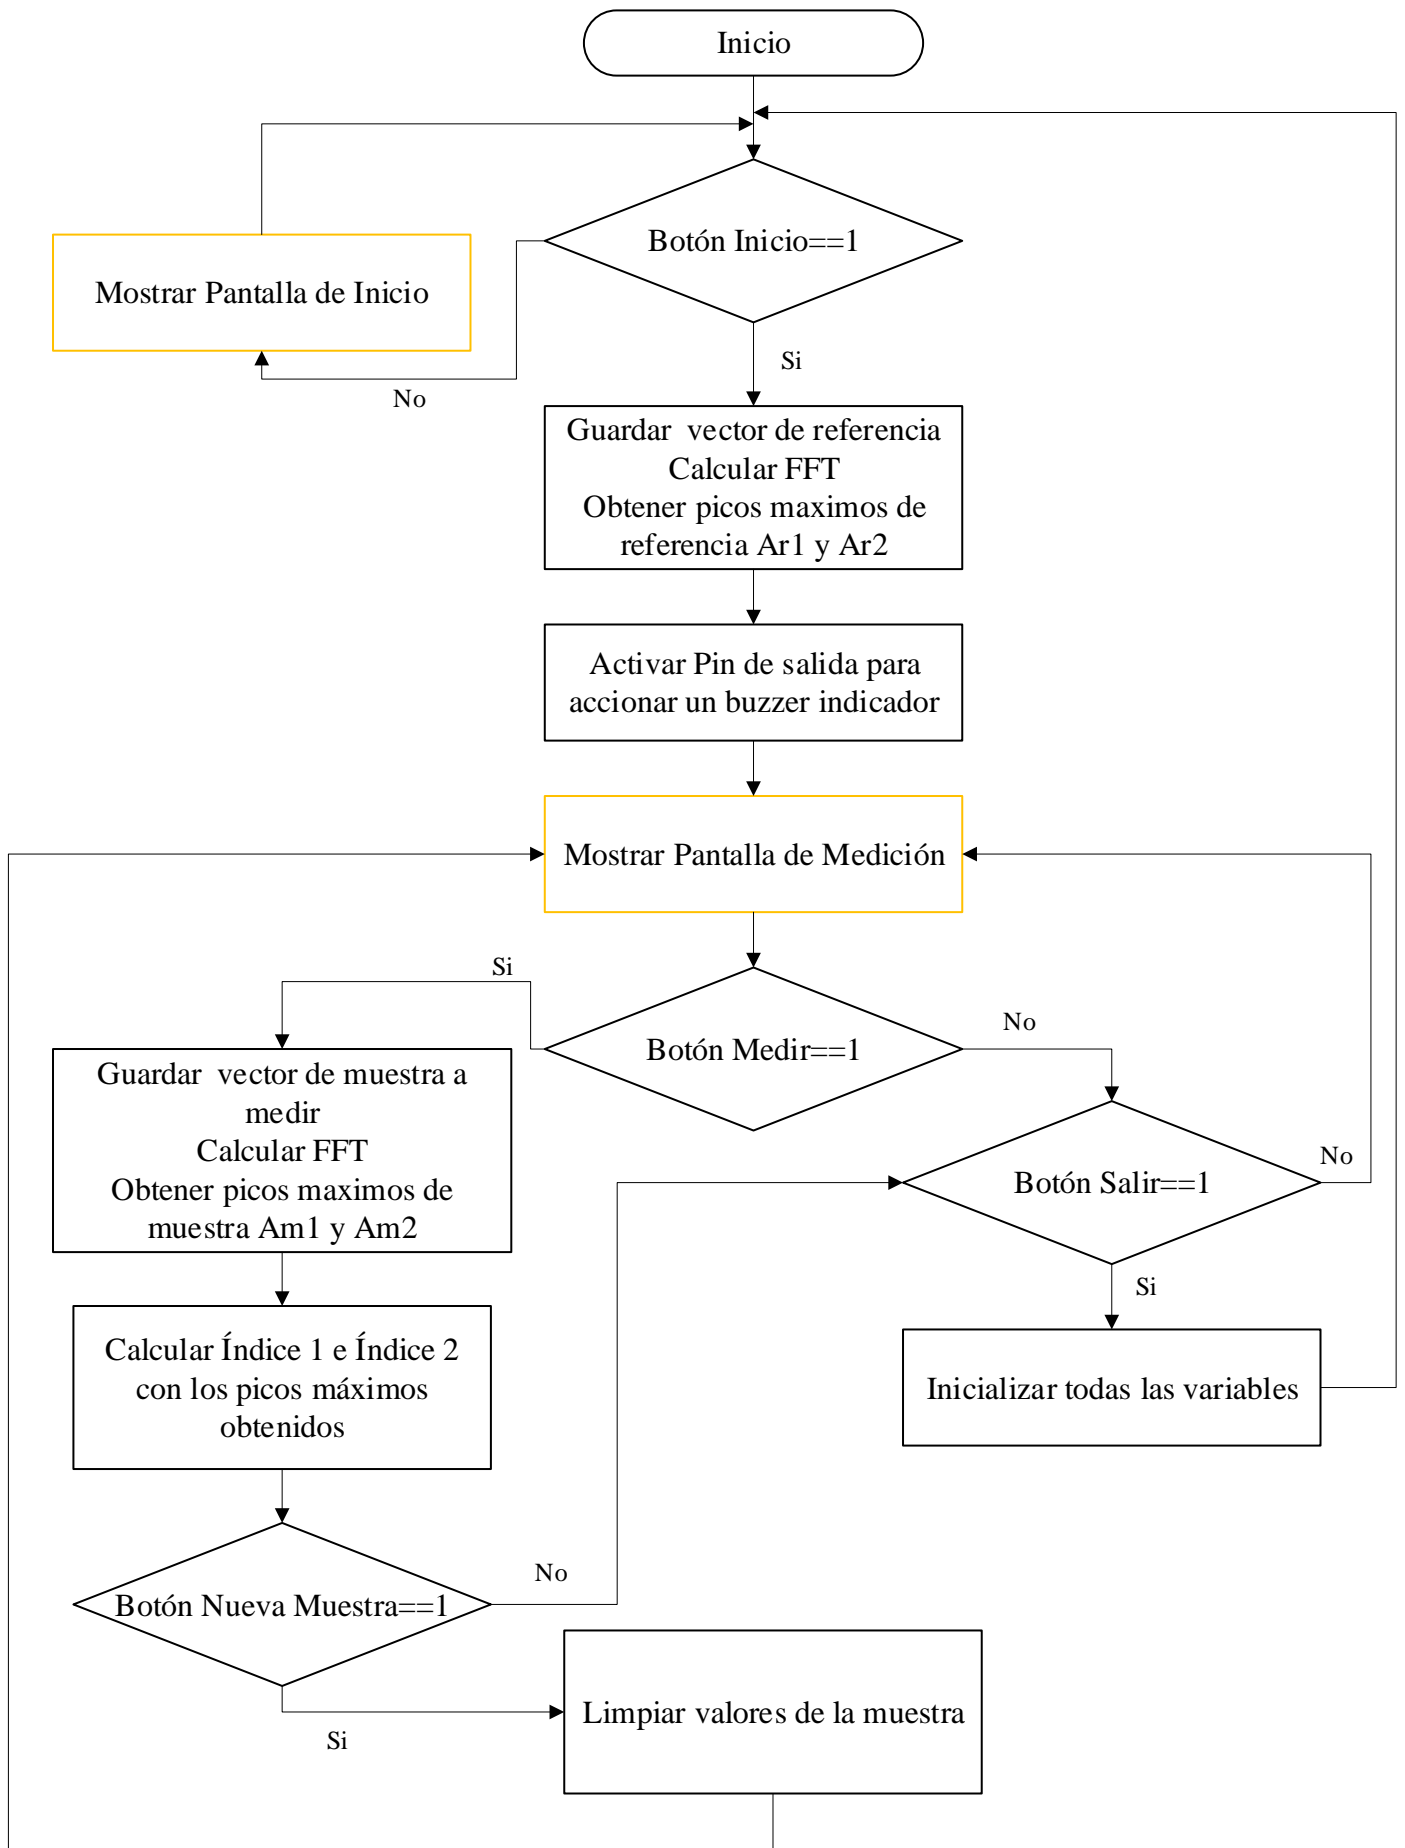 Inicio
Botón Inicio==1
Mostrar Pantalla de Inicio
Si
No
Guardar  vector de referencia
Calcular FFT
Obtener picos maximos de
referencia Ar1 y Ar2
Activar Pin de salida para
accionar un buzzer indicador
Mostrar Pantalla de Medición
Si
No
Botón Medir==1
Guardar  vector de muestra a
medir
Calcular FFT
Obtener picos maximos de
muestra Am1 y Am2
No
Botón Salir==1
Si
Calcular Índice 1 e Índice 2
con los picos máximos
obtenidos
Inicializar todas las variables
No
Botón Nueva Muestra==1
Si
Limpiar valores de la muestra